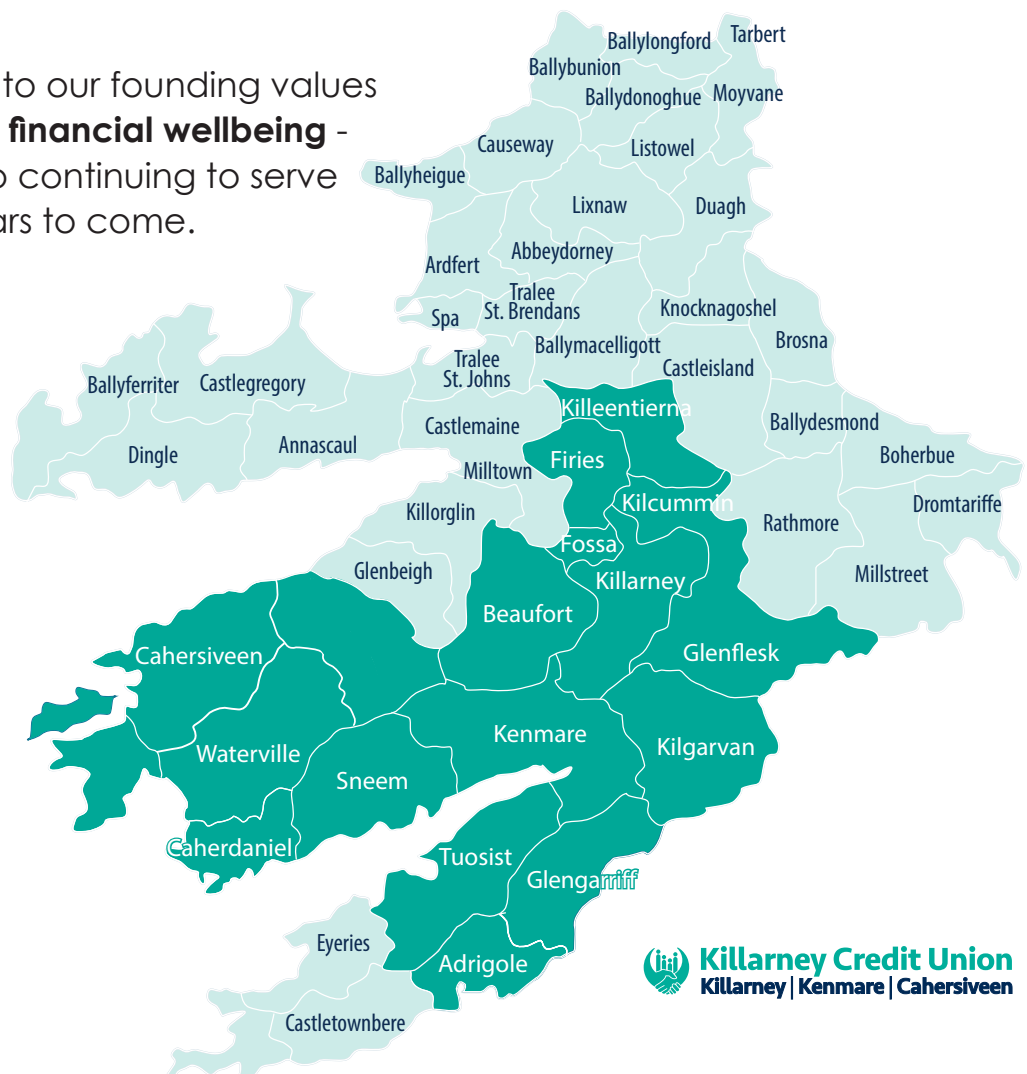 to our founding values
financial wellbeing -
continuing to serve
to come.
Tarbert
Ballylongford
Ballybunion
Ballydonoghue
Moyvane
Causeway
Listowel
Ballyheigue
Lixnaw
Duagh
Abbeydorney
Ardfert
Tralee
St. Brendans
Spa
Knocknagoshel
Brosna
Ballymacelligott
Tralee
St. Johns
Castleisland
Ballyferriter
Castlegregory
Killeentierna
Castlemaine
Ballydesmond
Dingle
Annascaul
Firies
Boherbue
Milltown
Kilcummin
Dromtariffe
Killorglin
Rathmore
Fossa
Glenbeigh
Killarney
Millstreet
Beaufort
Cahersiveen
Glenflesk
Kenmare
Kilgarvan
Waterville
Sneem
Caherdaniel
Tuosist
Glengarriff
Eyeries
Adrigole
Castletownbere
Killarney Credit Union
Killarney | Kenmare | Cahersiveen